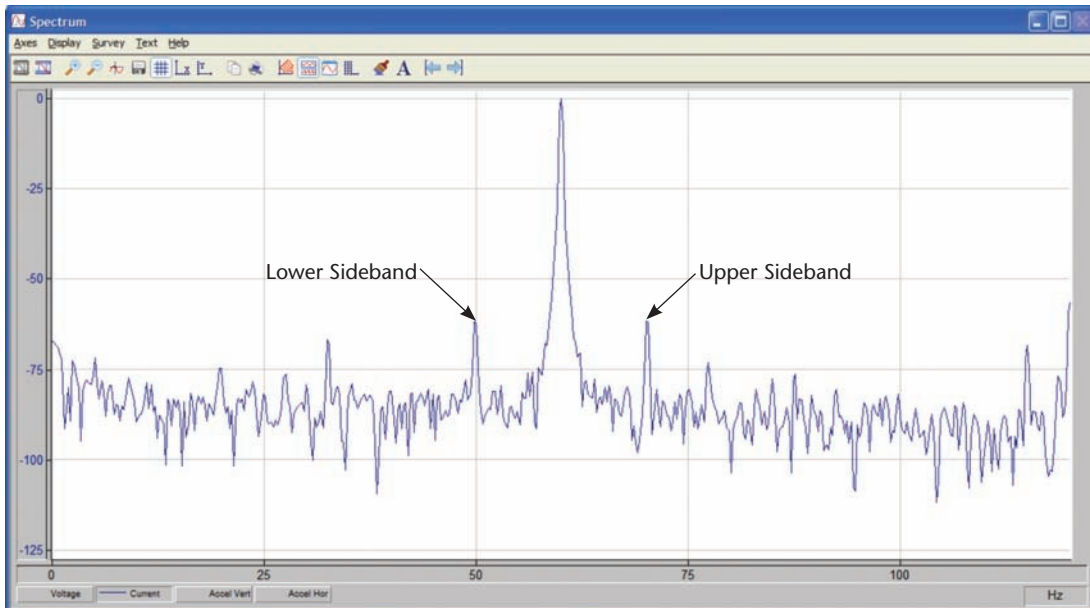 Spectrum
Axes Display Survey Text Help
A
0
-25
-50
-75
-100
-125
Lower Sideband
Upper Sideband
0 25 50 75 100
Voltage Current Accel Vert Accel Hor Hz